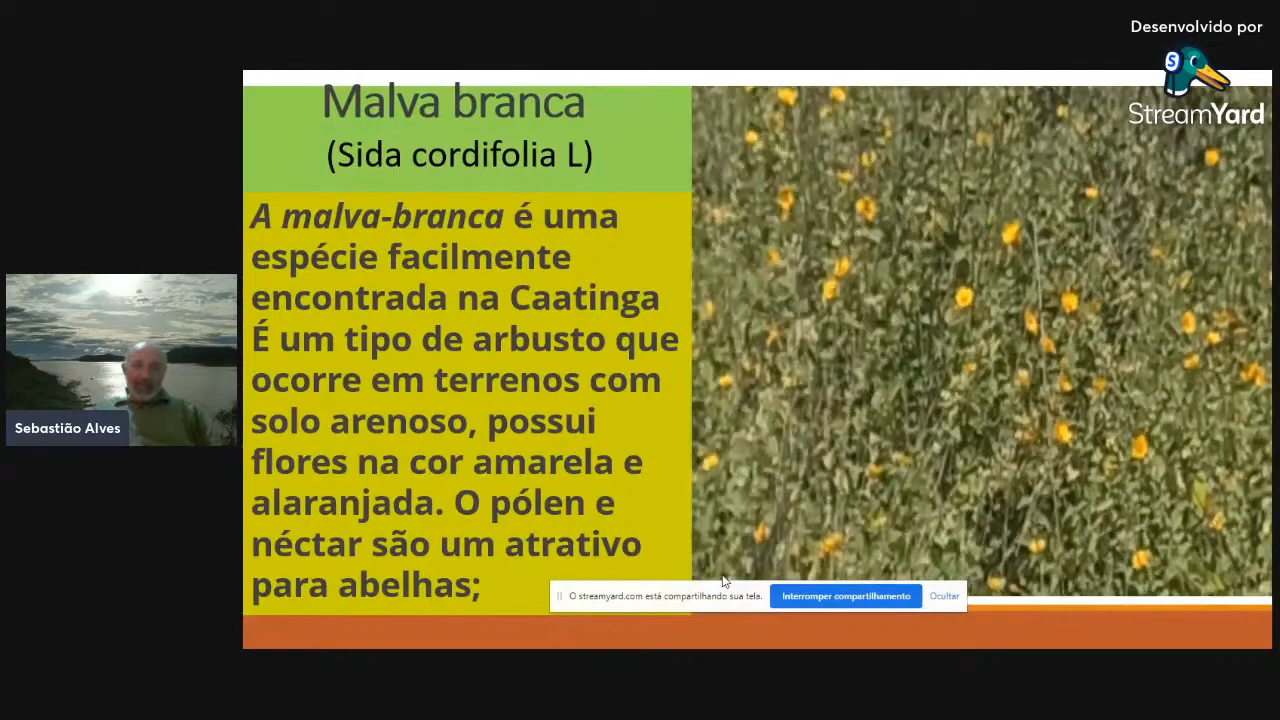 Desenvolvido por
StreamYard
Malva branca
(Sida cordifolia L)
A malva-branca é uma
espécie facilmente
encontrada na Caatinga
É um tipo de arbusto que
ocorre em terrenos com
solo arenoso, possui
flores na cor amarela e
alaranjada. O pólen e
néctar são um atrativo
para abelhas;
Sebastião Alves
O streamyard.com está compartilhando sua tela. Interromper compartilhamento Ocultar